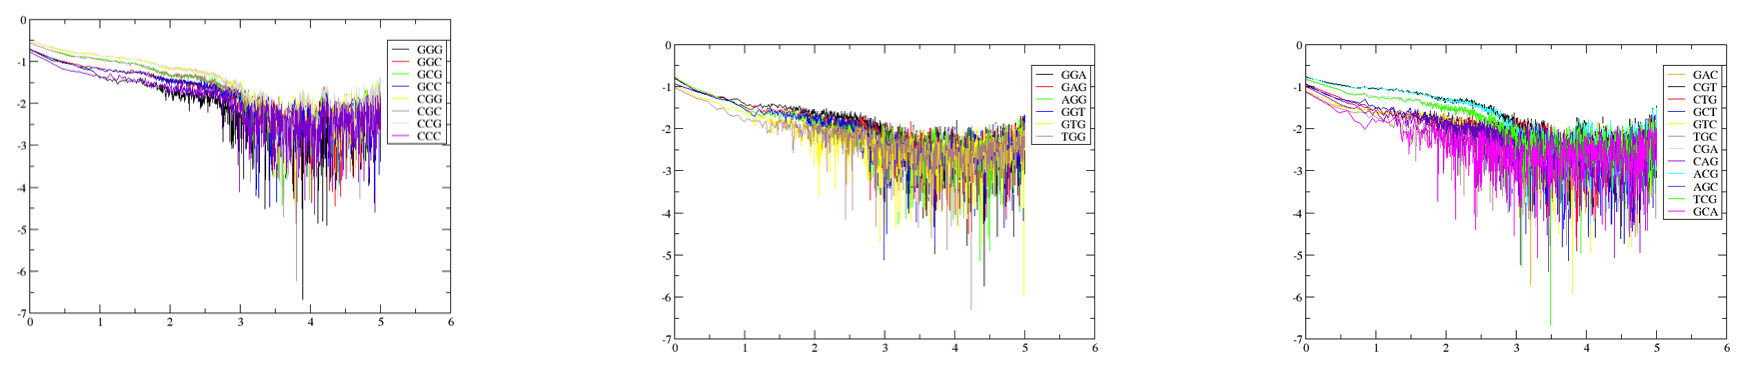 0
-1
-2
-3
-4
-5
-6
-7
0 1 2 3 4 5 6
GGG
GGC
GCG
GCC
CGG
CGC
CCG
CCC
0
-1
-2
-3
-4
-5
-6
-7
0 1 2 3 4 5 6
GGA
GAG
AGG
GGT
GTG
TGG
0
-1
-2
-3
-4
-5
-6
-7
0 1 2 3 4 5 6
GAC
CGT
CTG
GCT
GTC
TGC
CGA
CAG
ACG
AGC
TCG
GCA